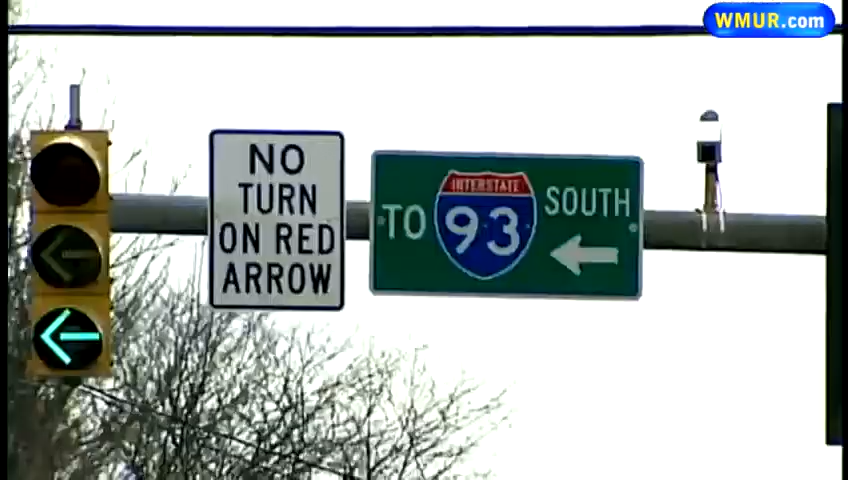 WMUR.com
NO
TURN
ON RED
ARROW
TO
INTERSTATE
93
SOUTH